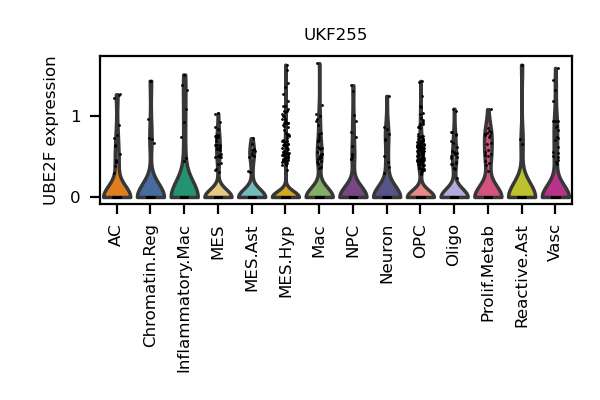 UKF255
UBE2F expression
1
0
AC
Chromatin.Reg
Inflammatory.Mac
MES
MES.Ast
MES.Hyp
Mac
NPC
Neuron
OPC
Oligo
Prolif.Metab
Reactive.Ast
Vasc